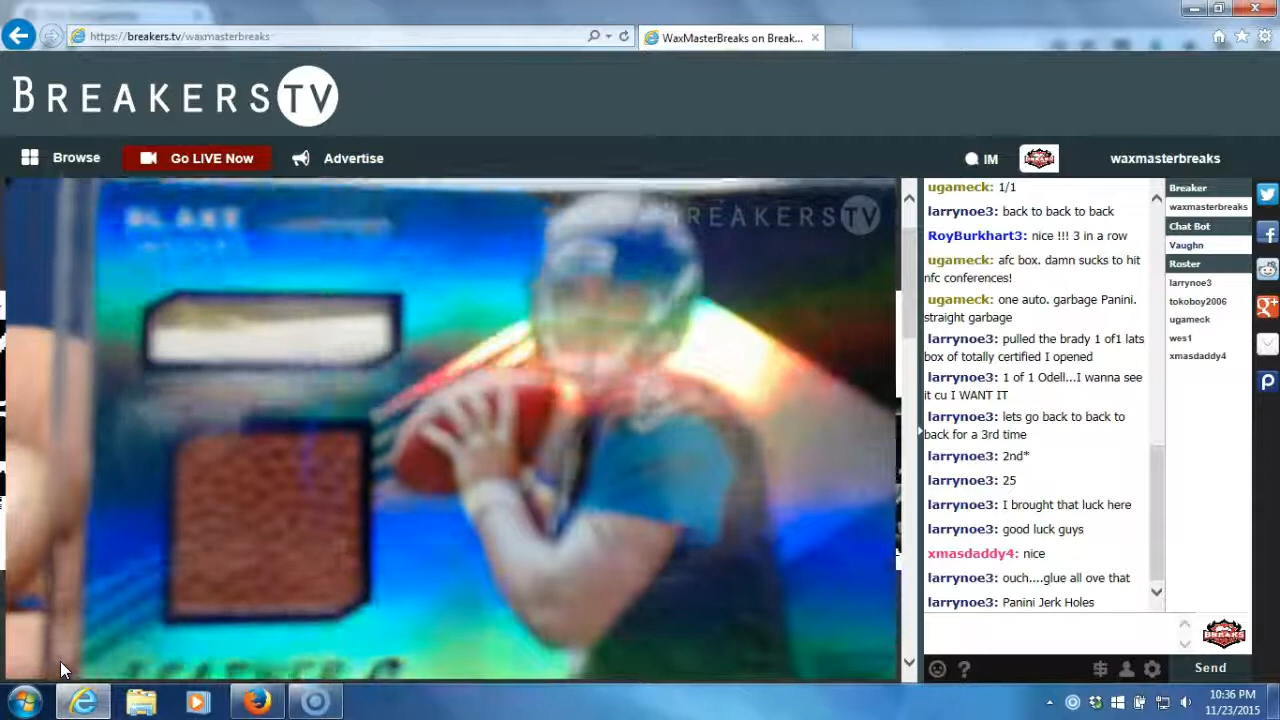 https://breakers.tv/waxmasterbreaks
WaxMasterBreaks on Break...
BREAKERSTV
Browse
Go LIVE Now
Advertise
IM
waxmasterbreaks
BREAKERSTV
ugameck: 1/1
larrynoe3: back to back to back
RoyBurkhart3: nice !!! 3 in a row
ugameck: afc box. damn sucks to hit
nfc conferences!
ugameck: one auto. garbage Panini.
straight garbage
larrynoe3: pulled the brady 1 of1 lats
box of totally certified I opened
larrynoe3: 1 of 1 Odell...I wanna see
it cu I WANT IT
larrynoe3: lets go back to back to
back for a 3rd time
larrynoe3: 2nd*
larrynoe3: 25
larrynoe3: I brought that luck here
larrynoe3: good luck guys
xmasdaddy4: nice
larrynoe3: ouch....glue all ove that
larrynoe3: Panini Jerk Holes
Send
Breaker
waxmasterbreaks
Chat Bot
Vaughn
Roster
larrynoe3
tokoboy2006
ugameck
wes1
xmasdaddy4
10:36 PM
11/23/2015